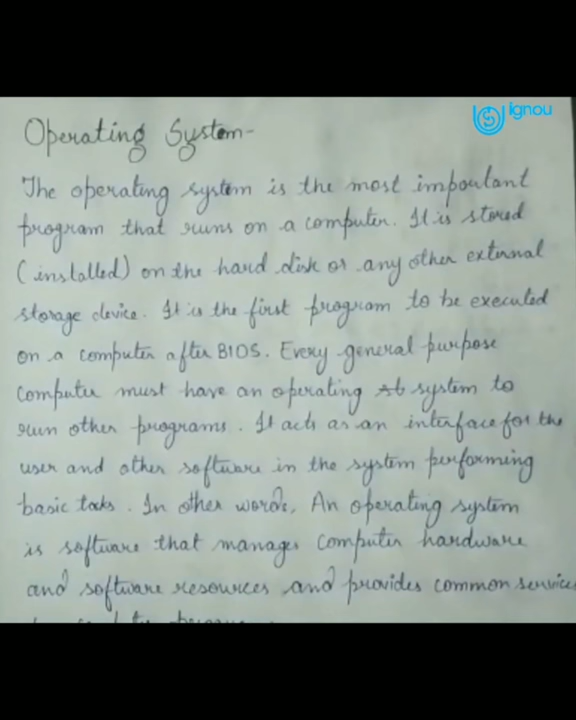 ignou
Operating System-
The operating system is the most important
program that runs on a computer. It is stored
(installed) on the hard disk or any other external
storage device. It is the first program to be executed
on a computer after BIOS. Every general purpose
computer must have an operating system to
run other programs. It acts as an interface for the
user and other software in the system performing
basic tasks. In other words, An operating system
is software that manages computer hardware
and software resources and provides common services